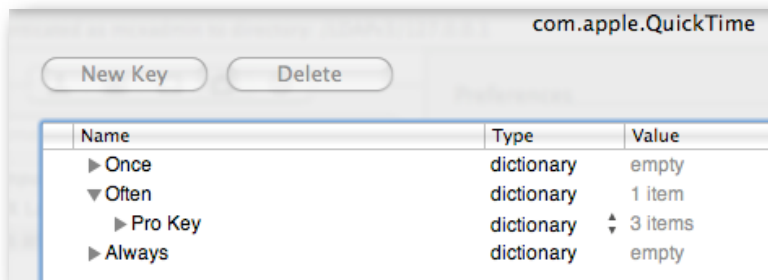 com.apple.QuickTime
New Key Delete
Name Type Value
Once dictionary empty
Often dictionary 1 item
Pro Key dictionary 3 items
Always dictionary empty